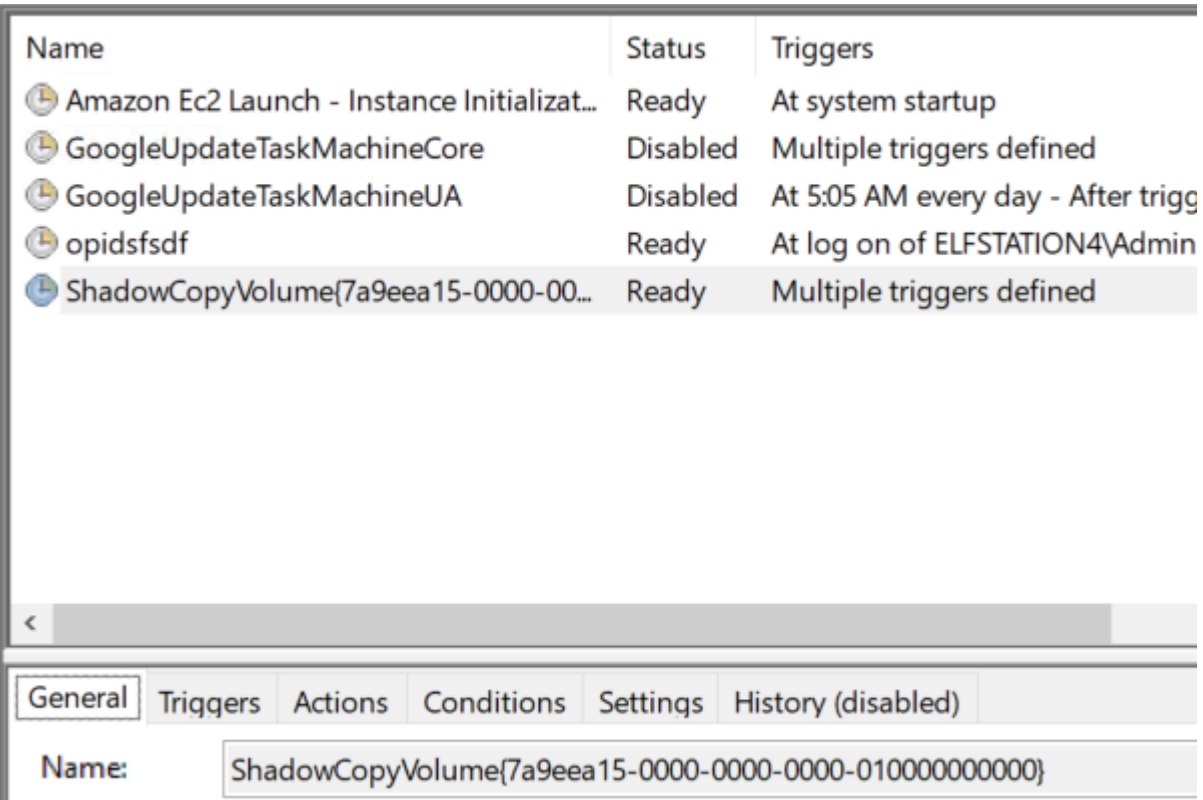 Name Status Triggers
Amazon Ec2 Launch - Instance Initializat... Ready At system startup
GoogleUpdateTaskMachineCore Disabled Multiple triggers defined
GoogleUpdateTaskMachineUA Disabled At 5:05 AM every day - After trigg
opidsfsdf Ready At log on of ELFSTATION4\Admin
ShadowCopyVolume{7a9eea15-0000-00... Ready Multiple triggers defined
General Triggers Actions Conditions Settings History (disabled)
Name: ShadowCopyVolume{7a9eea15-0000-0000-0000-010000000000}